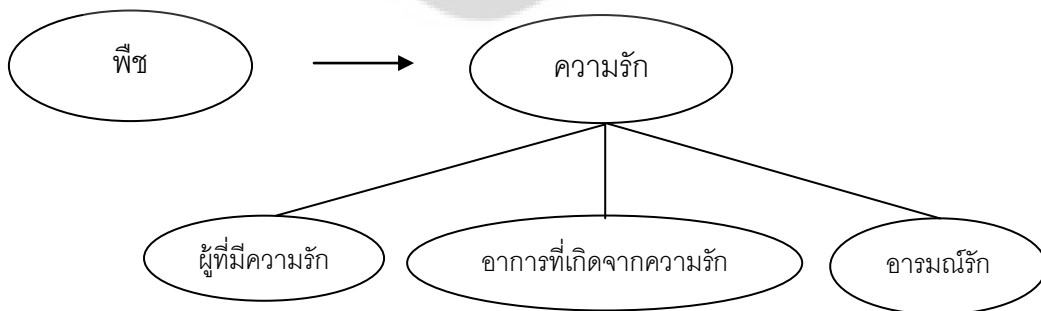 พืช
ความรัก
ผู้ที่มีความรัก
อาการที่เกิดจากความรัก
อารมณ์รัก